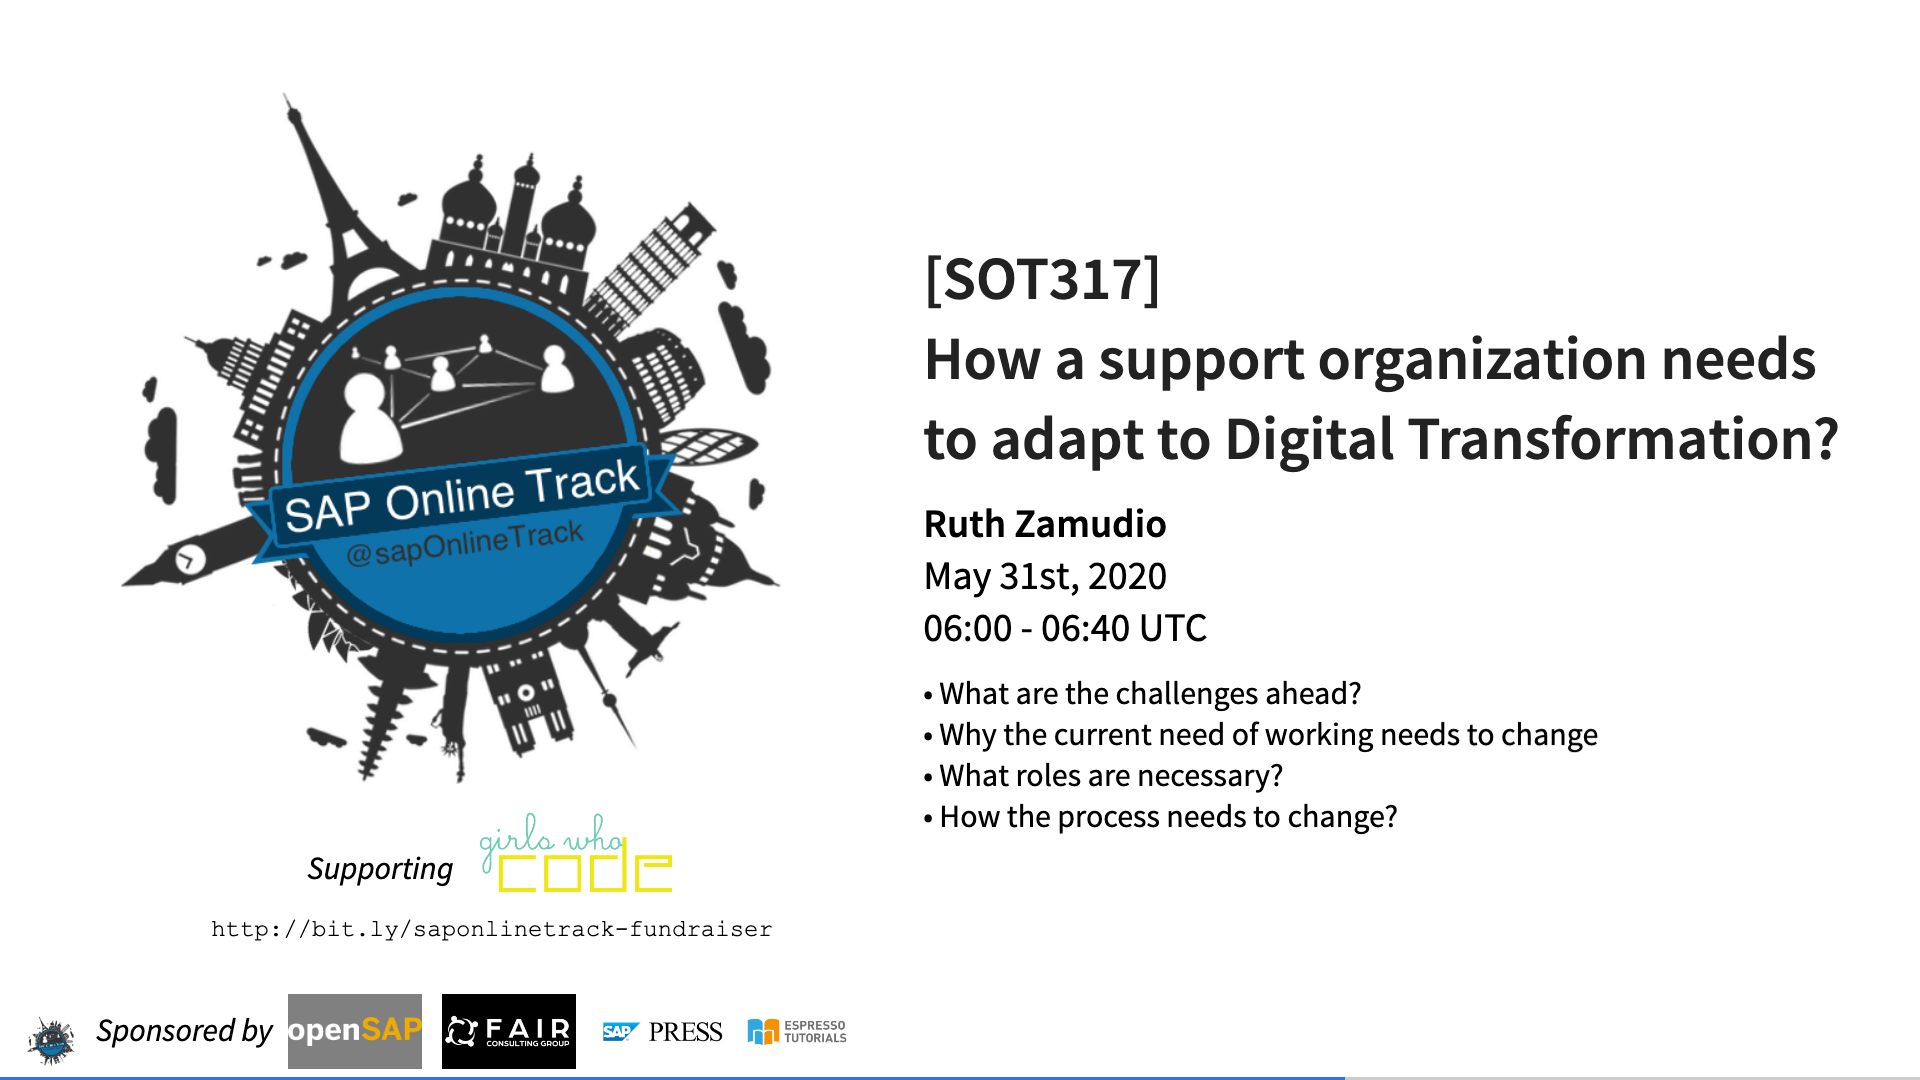 SAP Online Track
@sapOnlineTrack
Supporting
girls who
code
http://bit.ly/saponlinetrack-fundraiser
[SOT317]
How a support organization needs
to adapt to Digital Transformation?
Ruth Zamudio
May 31st, 2020
06:00 - 06:40 UTC
• What are the challenges ahead?
• Why the current need of working needs to change
• What roles are necessary?
• How the process needs to change?
Sponsored by
openSAP
FAIR
CONSULTING GROUP
SAP PRESS
ESPRESSO
TUTORIALS